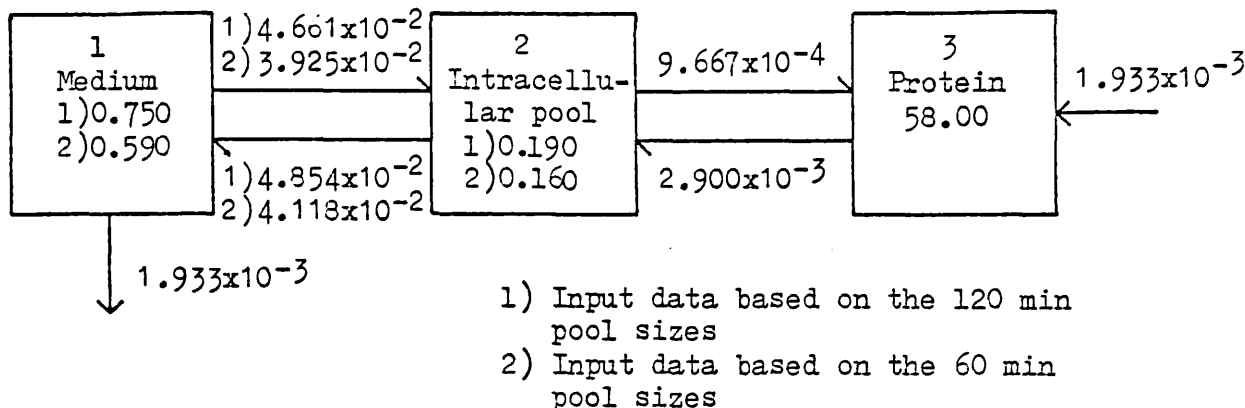 1)4.661x10-2
2)3.925x10-2
1
Medium
1)0.750
2)0.590
2
Intracellu-
lar pool
1)0.190
2)0.160
9.667x10-4
3
Protein
58.00
1.933x10-3
1)4.854x10-2
2)4.118x10-2
2.900x10-3
1.933x10-3
1) Input data based on the 120 min
pool sizes
2) Input data based on the 60 min
pool sizes